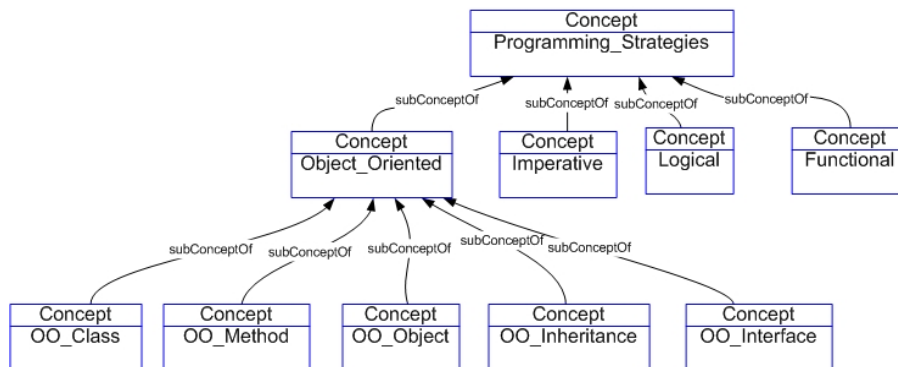 Concept
Programming_Strategies
subConceptOf
subConceptOf
subConceptOf
subConceptOf
Concept
Object_Oriented
Concept
Imperative
Concept
Logical
Concept
Functional
subConceptOf
subConceptOf
subConceptOf
subConceptOf
subConceptOf
Concept
OO_Class
Concept
OO_Method
Concept
OO_Object
Concept
OO_Inheritance
Concept
OO_Interface